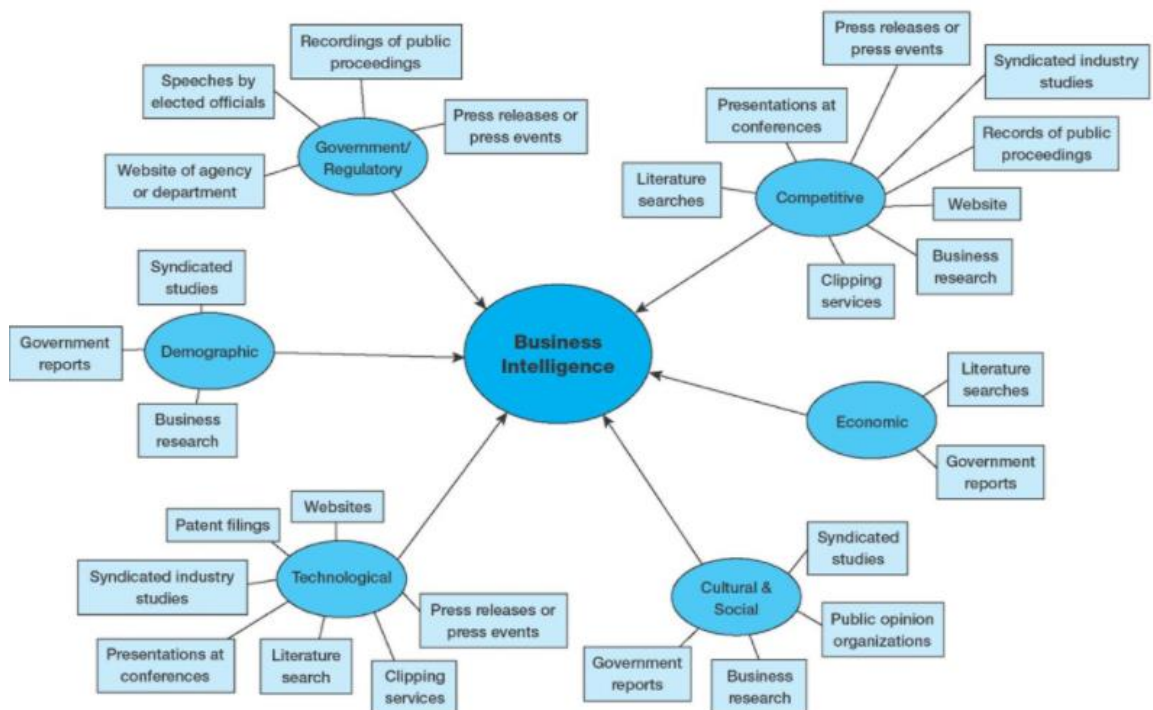 Recordings of public
proceedings
Speeches by
elected officials
Press releases or
press events
Government/
Regulatory
Website of agency
or department
Press releases or
press events
Syndicated industry
studies
Presentations at
conferences
Records of public
proceedings
Literature
searches
Competitive
Website
Business
research
Clipping
services
Syndicated
studies
Government
reports
Demographic
Business
research
Business
Intelligence
Literature
searches
Economic
Government
reports
Websites
Patent filings
Syndicated industry
studies
Technological
Press releases or
press events
Presentations at
conferences
Literature
search
Clipping
services
Syndicated
studies
Cultural &
Social
Public opinion
organizations
Government
reports
Business
research